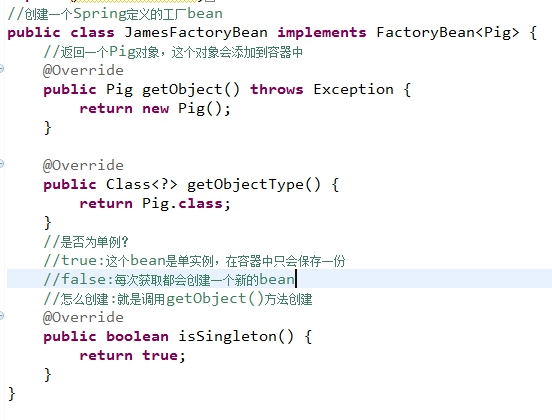 //创建一个Spring定义的工厂bean
public class JamesFactoryBean implements FactoryBean<Pig> {
//返回一个Pig对象，这个对象会添加到容器中
@Override
public Pig getObject() throws Exception {
return new Pig();
}
@Override
public Class<?> getObjectType() {
return Pig.class;
}
//是否为单例?
//true:这个bean是单实例，在容器中只会保存一份
//false:每次获取都会创建一个新的bean
//怎么创建:就是调用getObject()方法创建
@Override
public boolean isSingleton() {
return true;
}
}